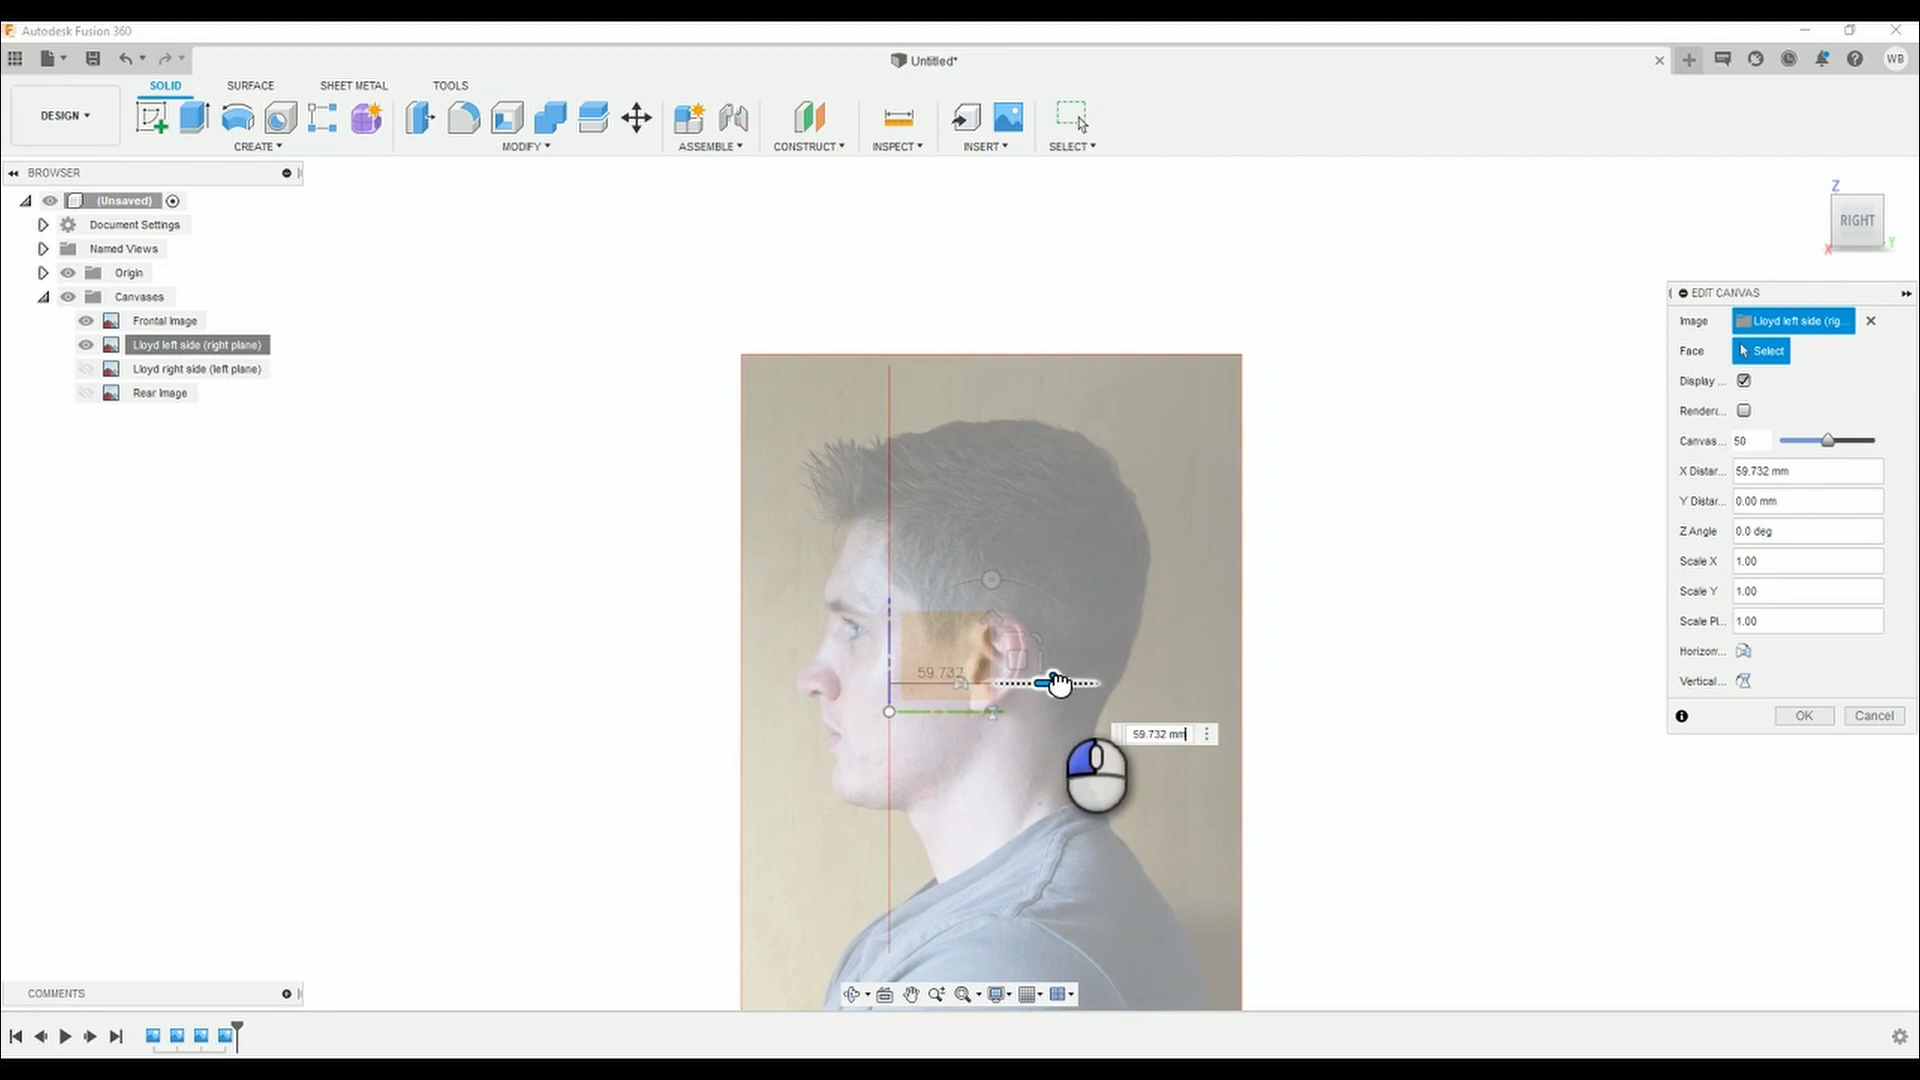 Autodesk Fusion 360
Untitled*
WB
SOLID
SURFACE
SHEET METAL
TOOLS
DESIGN
CREATE
MODIFY
ASSEMBLE
CONSTRUCT
INSPECT
INSERT
SELECT
BROWSER
(Unsaved)
Document Settings
Named Views
Origin
Canvases
Frontal Image
Lloyd left side (right plane)
Lloyd right side (left plane)
Rear Image
Z
RIGHT
X
Y
EDIT CANVAS
Image
Lloyd left side (rig...
Face
Select
Display ...
Render...
Canvas...
50
X Distar...
59.732 mm
Y Distar...
0.00 mm
Z Angle
0.0 deg
Scale X
1.00
Scale Y
1.00
Scale Pl...
1.00
Horizon...
Vertical...
OK
Cancel
59.732
59.732 mm
COMMENTS